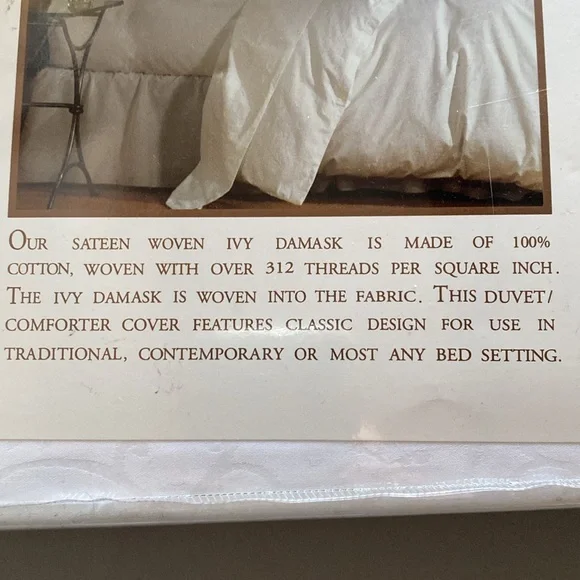 OUR SATEEN WOVEN IVY DAMASK IS MADE OF 100%
COTTON, WOVEN WITH OVER 312 THREADS PER SQUARE INCH.
THE IVY DAMASK IS WOVEN INTO THE FABRIC. THIS DUVET/
COMFORTER COVER FEATURES CLASSIC DESIGN FOR USE IN
TRADITIONAL, CONTEMPORARY OR MOST ANY BED SETTING.